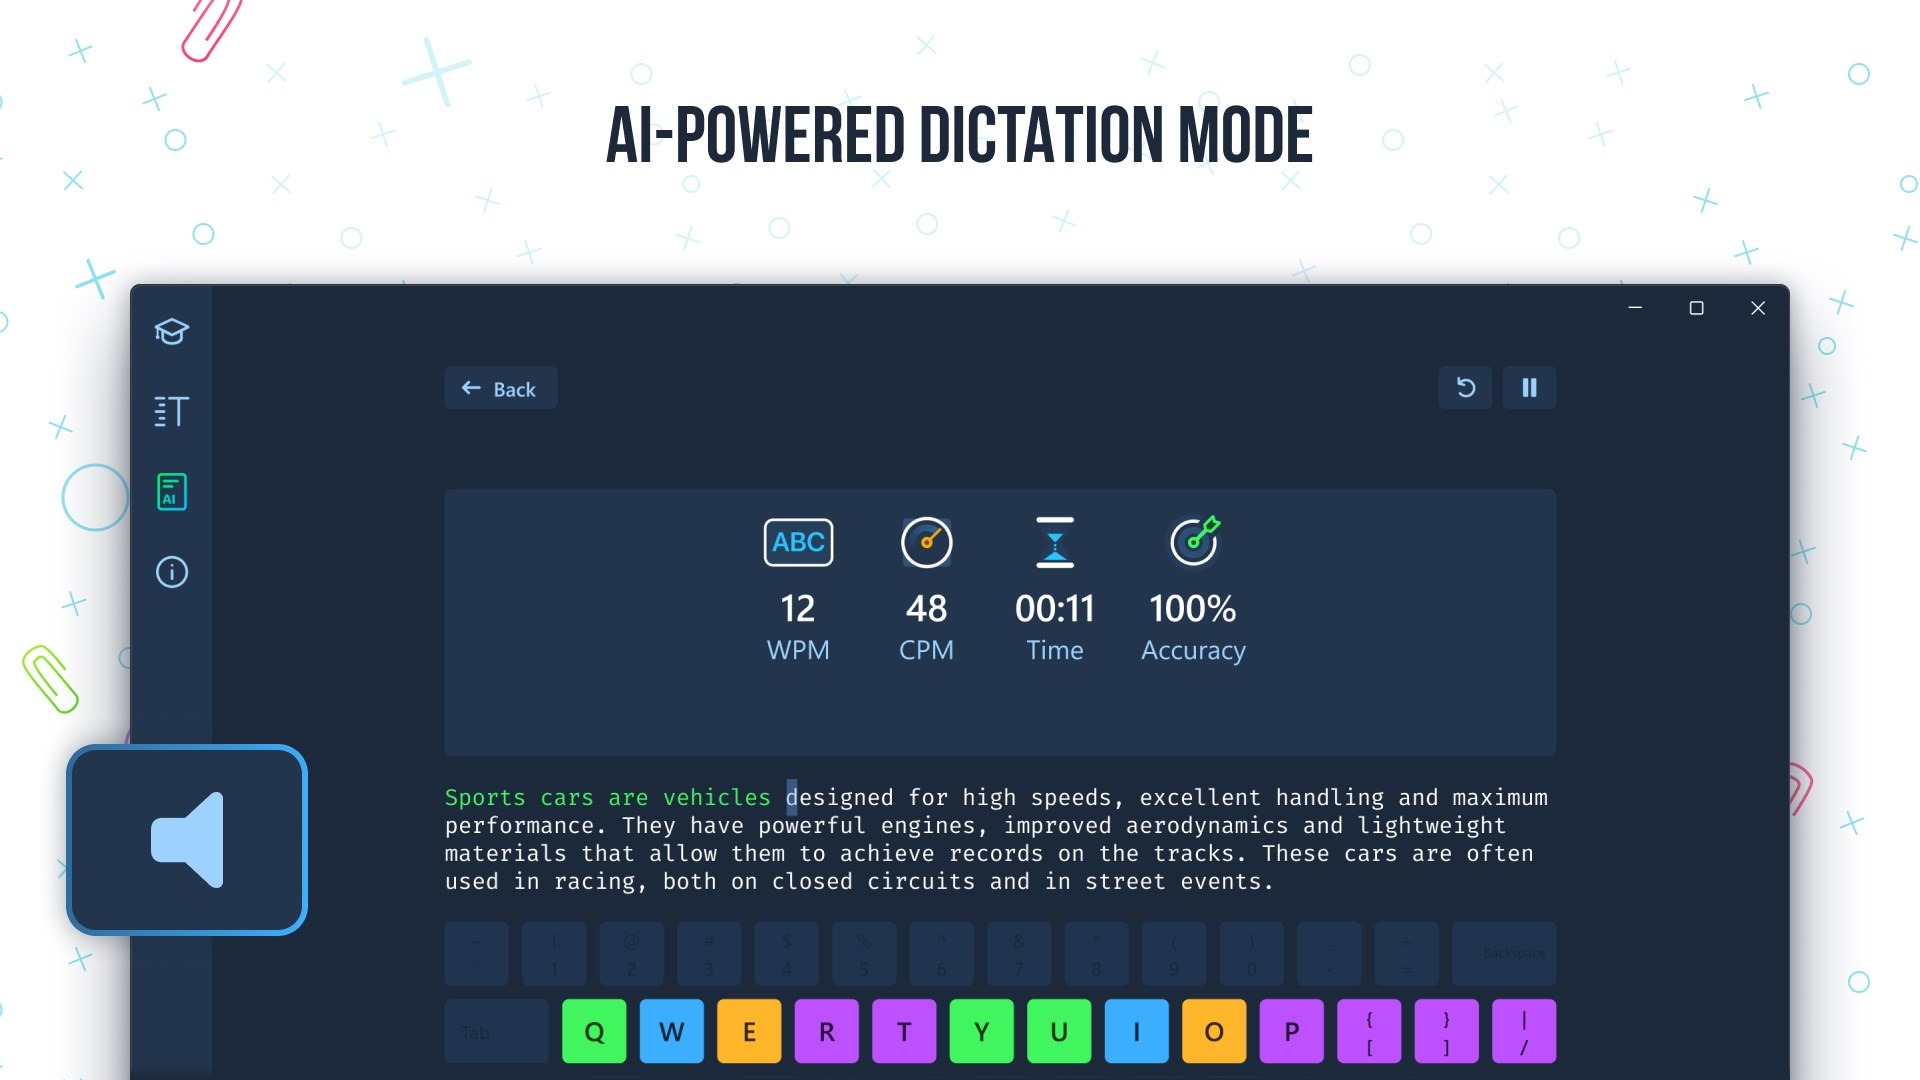 AI-POWERED DICTATION MODE
Back
AI
ABC
12 48 00:11 100%
WPM CPM Time Accuracy
Sports cars are vehicles designed for high speeds, excellent handling and maximum
performance. They have powerful engines, improved aerodynamics and lightweight
materials that allow them to achieve records on the tracks. These cars are often
used in racing, both on closed circuits and in street events.
~ ! @ # $ % ^ & * ( ) _ +
` 1 2 3 4 5 6 7 8 9 0 - = Backspace
Tab Q W E R T Y U I O P { } |
[ ] /